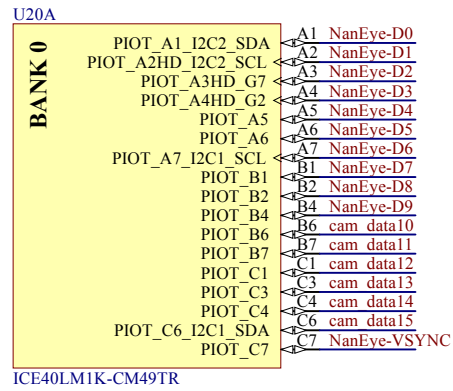 U20A
BANK 0
PIOT_A1_I2C2_SDA A1 NanEye-D0
PIOT_A2HD_I2C2_SCL A2 NanEye-D1
PIOT_A3HD_G7 A3 NanEye-D2
PIOT_A4HD_G2 A4 NanEye-D3
PIOT_A5 A5 NanEye-D4
PIOT_A6 A6 NanEye-D5
PIOT_A7_I2C1_SCL A7 NanEye-D6
PIOT_B1 B1 NanEye-D7
PIOT_B2 B2 NanEye-D8
PIOT_B4 B4 NanEye-D9
PIOT_B6 B6 cam_data10
PIOT_B7 B7 cam_data11
PIOT_C1 C1 cam_data12
PIOT_C3 C3 cam_data13
PIOT_C4 C4 cam_data14
PIOT_C6_I2C1_SDA C6 cam_data15
PIOT_C7 C7 NanEye-VSYNC
ICE40LM1K-CM49TR